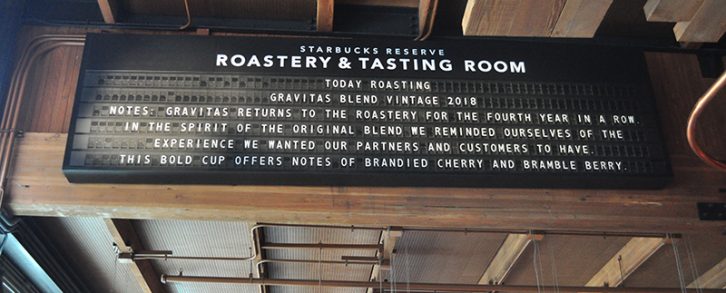 STARBUCKS RESERVE
ROASTERY & TASTING ROOM
TODAY ROASTING
GRAVITAS BLEND VINTAGE 2018
NOTES: GRAVITAS RETURNS TO THE ROASTERY FOR THE FOURTH YEAR IN A ROW.
IN THE SPIRIT OF THE ORIGINAL BLEND WE REMINDED OURSELVES OF THE
EXPERIENCE WE WANTED OUR PARTNERS AND CUSTOMERS TO HAVE.
THIS BOLD CUP OFFERS NOTES OF BRANDIED CHERRY AND BRAMBLE BERRY.